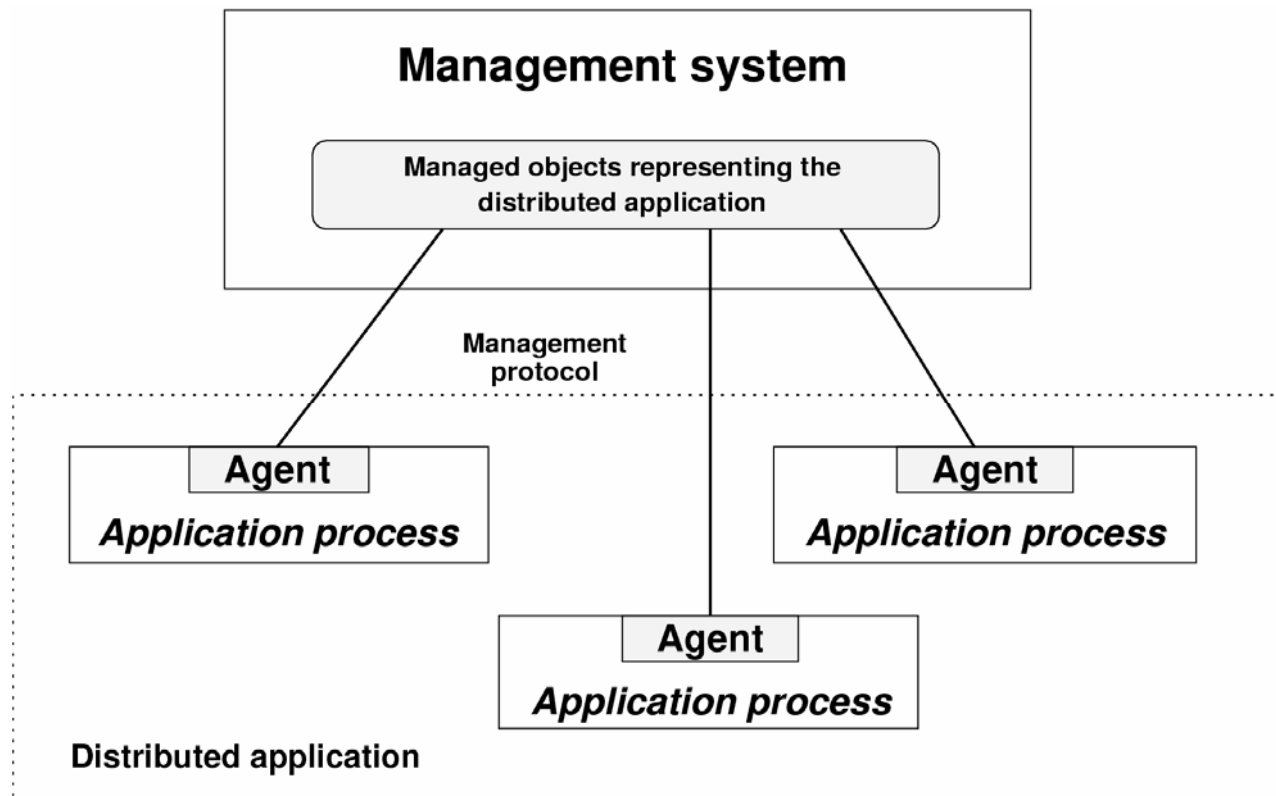 Management system
Managed objects representing the
distributed application
Management
protocol
Agent
Application process
Agent
Application process
Agent
Application process
Distributed application